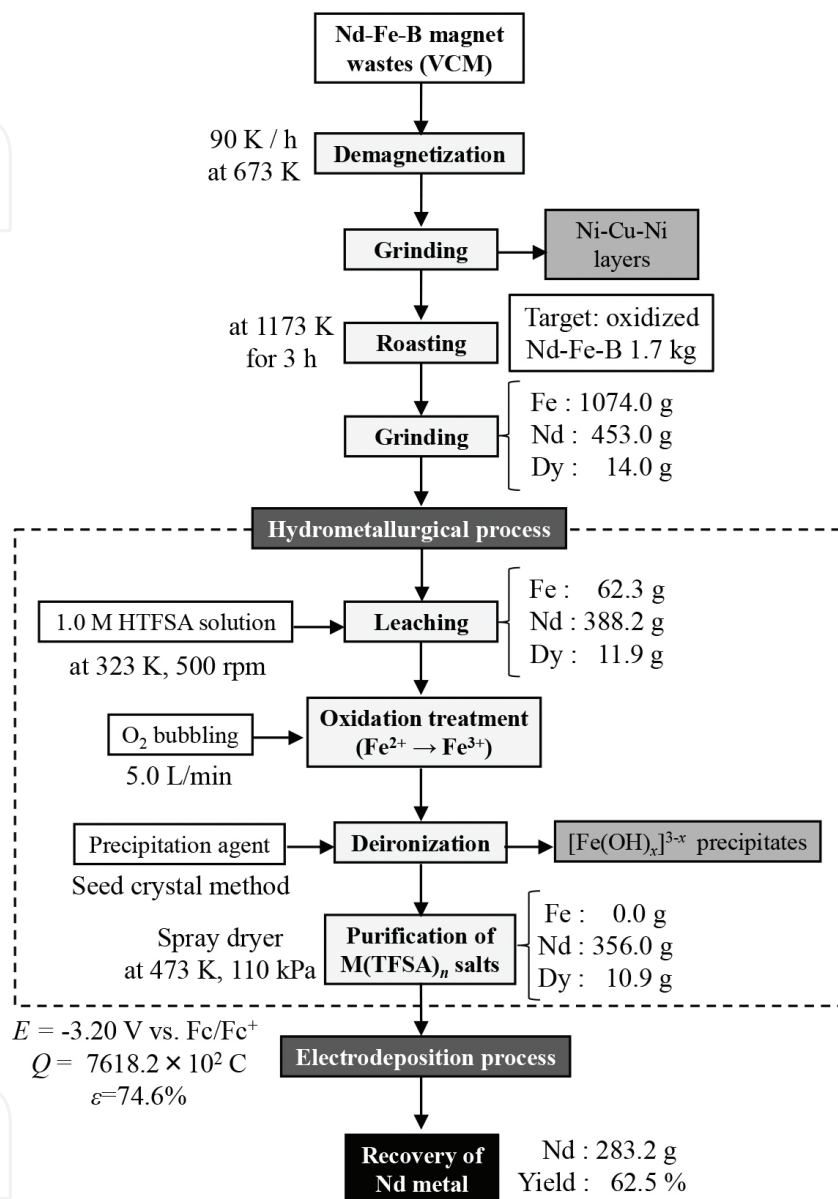 Nd-Fe-B magnet
wastes (VCM)
90 K / h
at 673 K
Demagnetization
Grinding
Ni-Cu-Ni
layers
at 1173 K
for 3 h
Roasting
Target: oxidized
Nd-Fe-B 1.7 kg
Grinding
Fe : 1074.0 g
Nd : 453.0 g
Dy : 14.0 g
Hydrometallurgical process
1.0 M HTFSA solution
at 323 K, 500 rpm
Leaching
Fe : 62.3 g
Nd : 388.2 g
Dy : 11.9 g
O₂ bubbling
5.0 L/min
Oxidation treatment
(Fe²⁺ → Fe³⁺)
Precipitation agent
Seed crystal method
Deironization
[Fe(OH)ₓ]³⁻ˣ precipitates
Spray dryer
at 473 K, 110 kPa
Purification of
M(TFSA)ₙ salts
Fe : 0.0 g
Nd : 356.0 g
Dy : 10.9 g
E = -3.20 V vs. Fc/Fc⁺
Q = 7618.2 × 10² C
ε=74.6%
Electrodeposition process
Recovery of
Nd metal
Nd : 283.2 g
Yield : 62.5 %